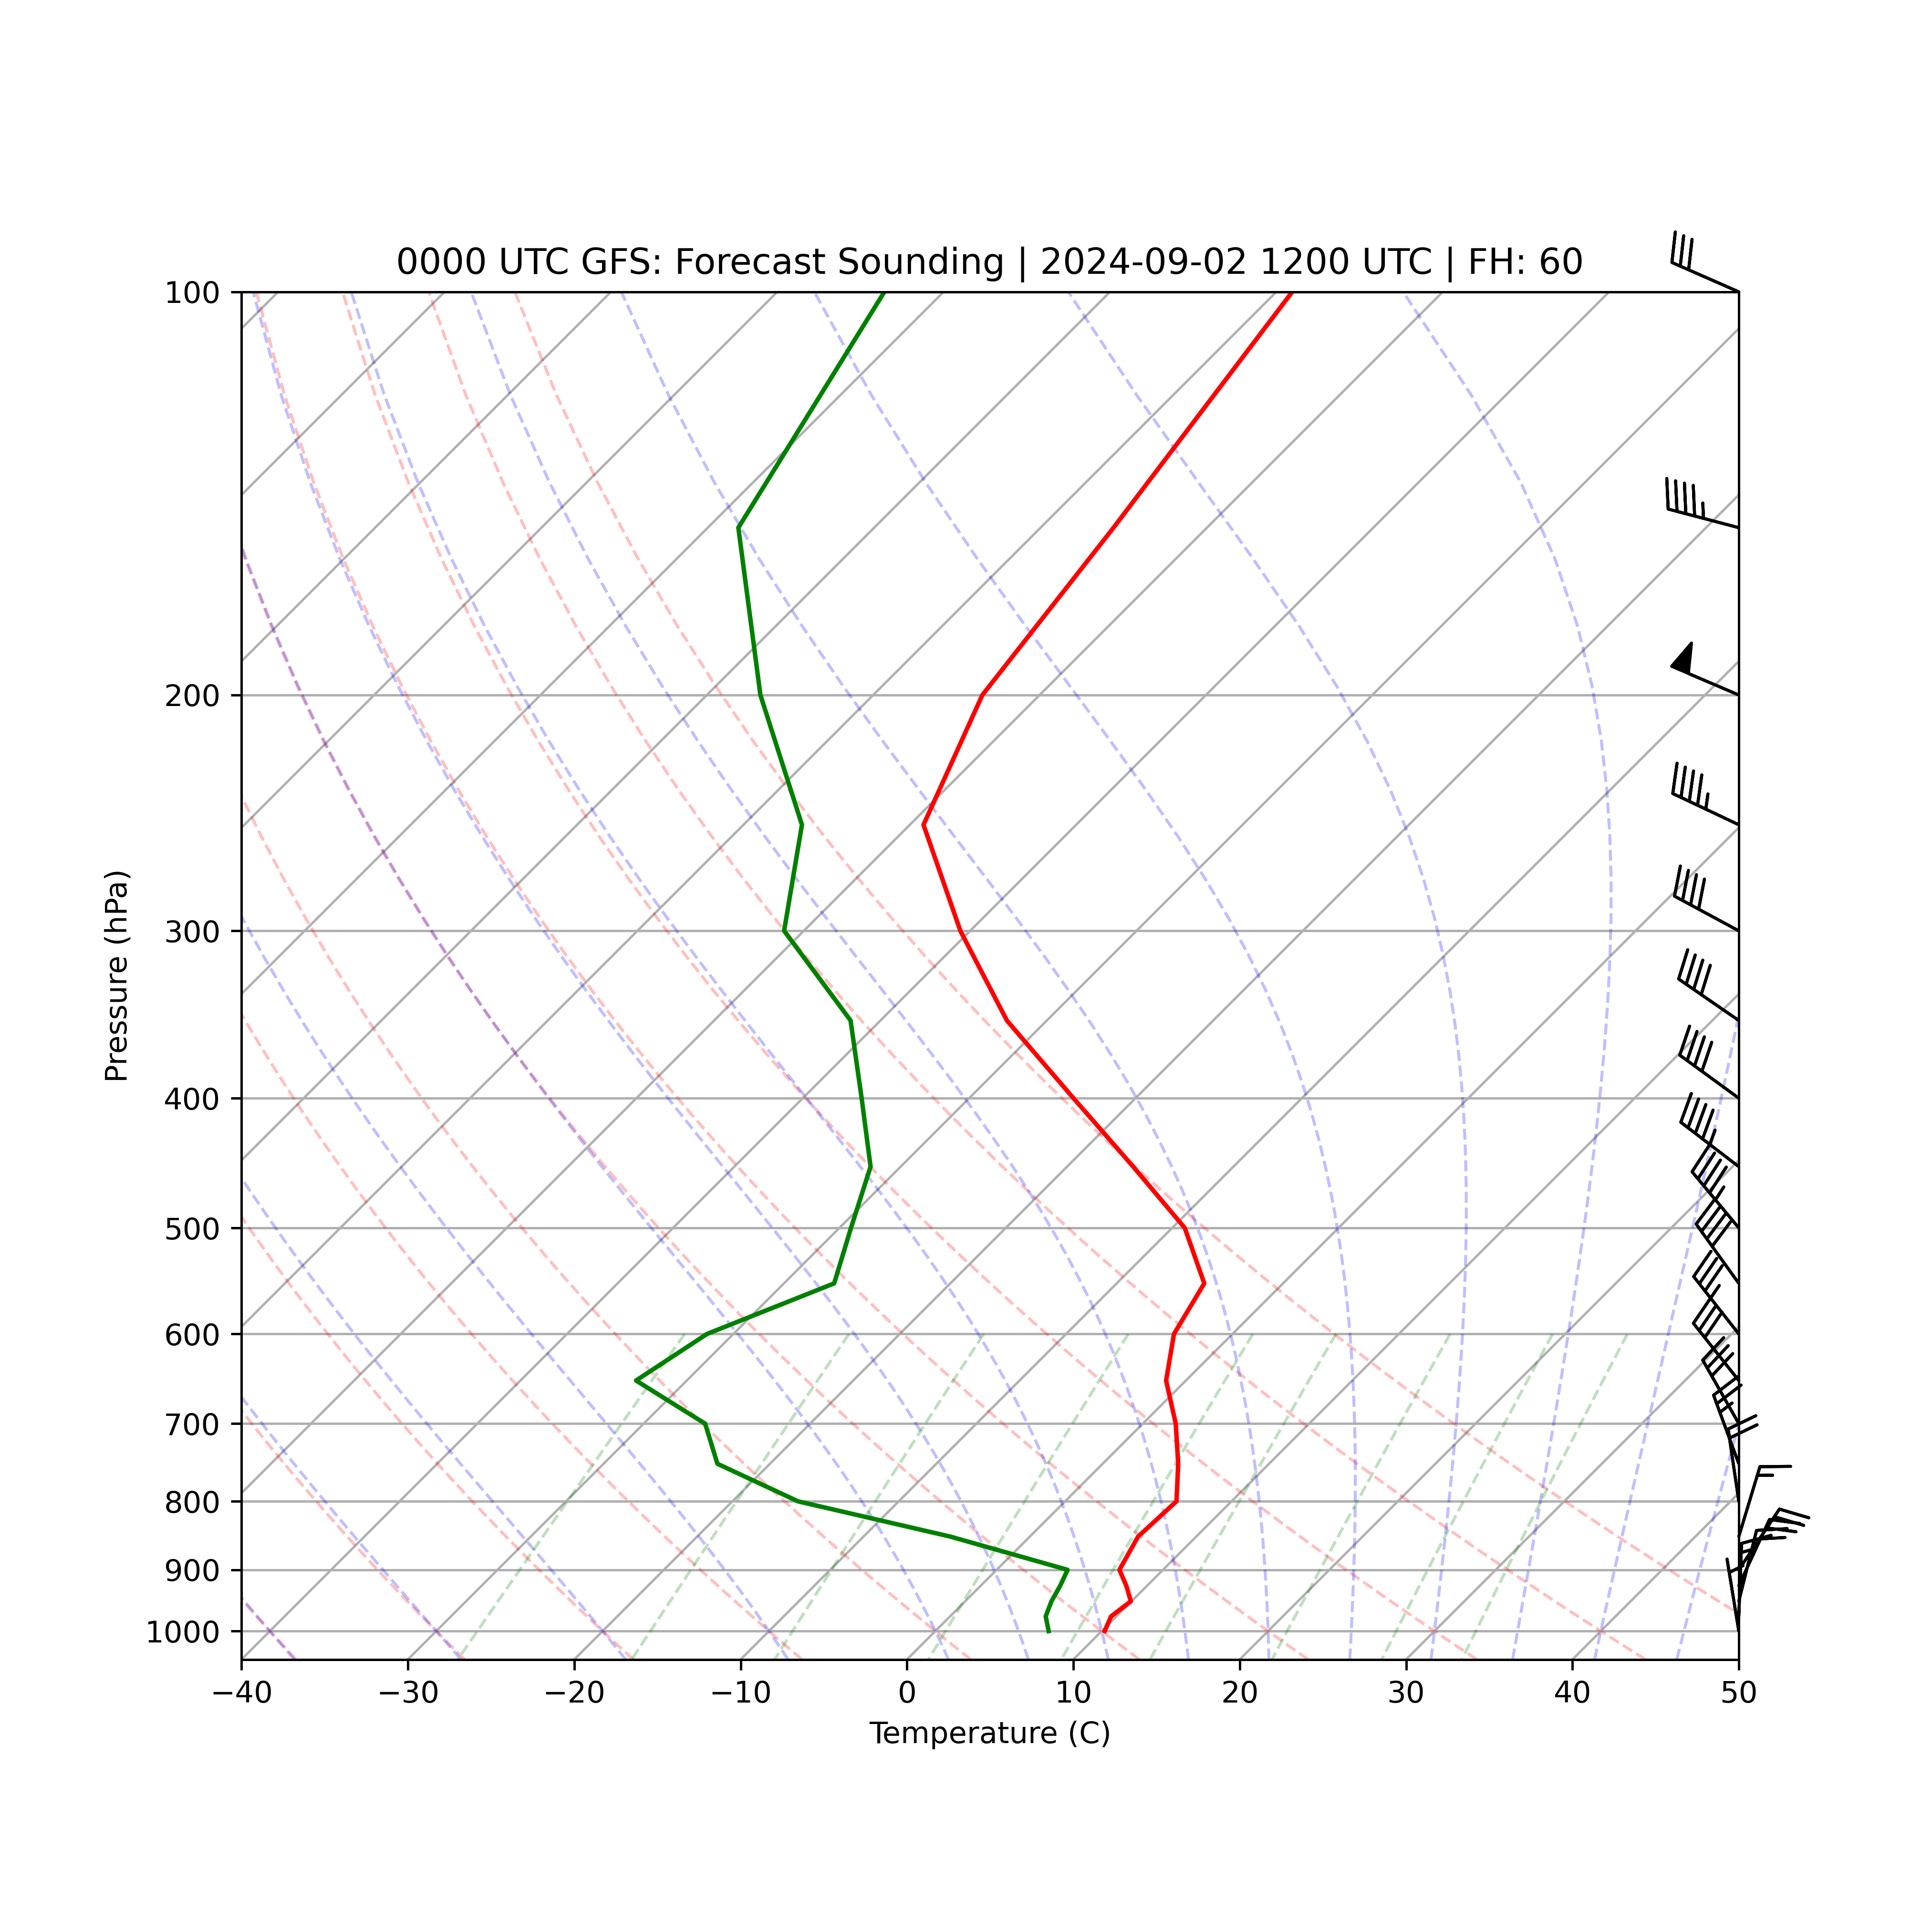 0000 UTC GFS: Forecast Sounding | 2024-09-02 1200 UTC | FH: 60
100
200
300
400
500
600
700
800
900
1000
Pressure (hPa)
−40 −30 −20 −10 0 10 20 30 40 50
Temperature (C)